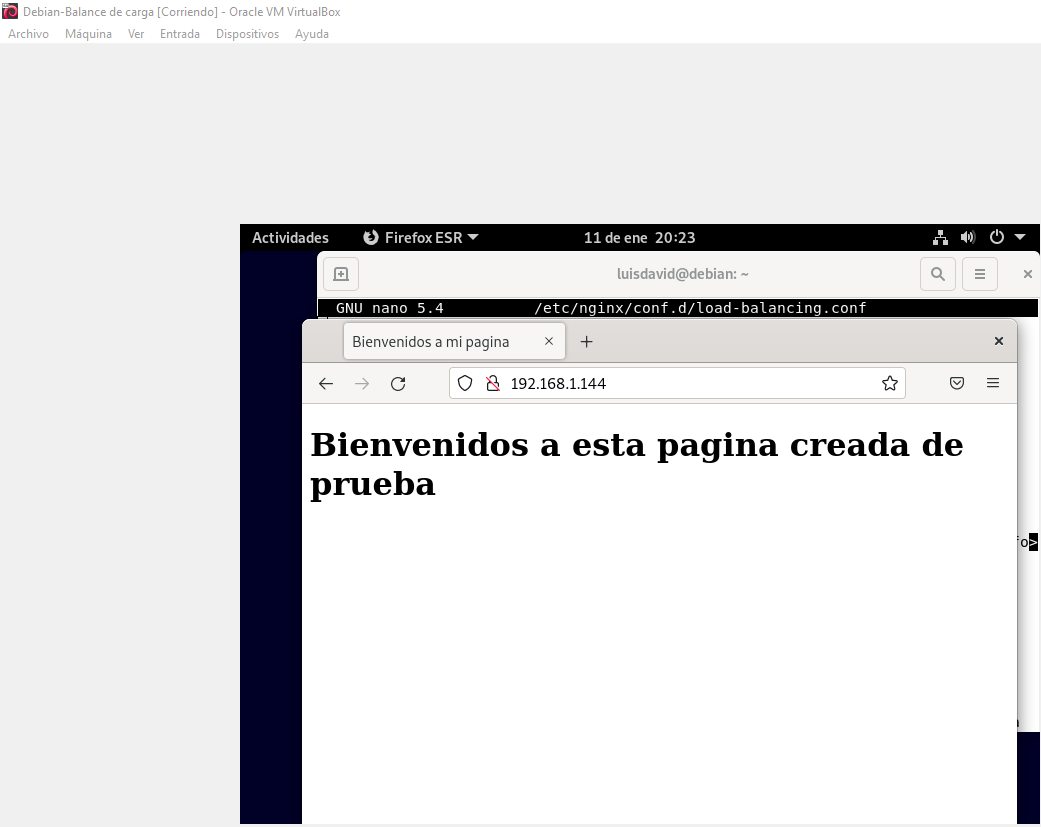 Debian-Balance de carga [Corriendo] - Oracle VM VirtualBox
Archivo Máquina Ver Entrada Dispositivos Ayuda
Actividades Firefox ESR 11 de ene 20:23
luisdavid@debian: ~
GNU nano 5.4 /etc/nginx/conf.d/load-balancing.conf
Bienvenidos a mi pagina
192.168.1.144
Bienvenidos a esta pagina creada de
prueba